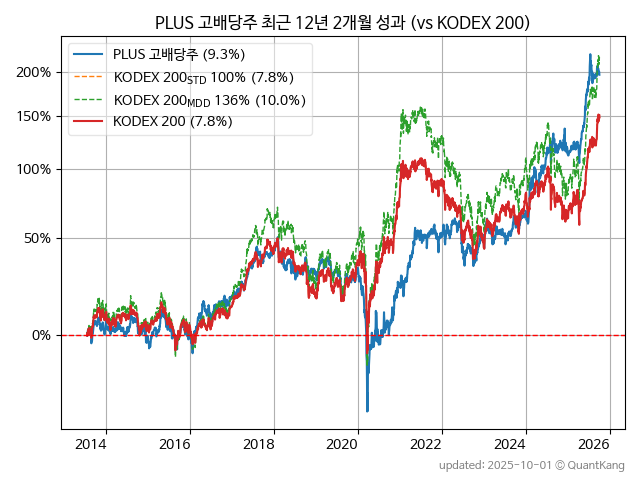 PLUS 고배당주 최근 12년 2개월 성과 (vs KODEX 200)
PLUS 고배당주 (9.3%)
KODEX 200STD 100% (7.8%)
KODEX 200MDD 136% (10.0%)
KODEX 200 (7.8%)
200%
150%
100%
50%
0%
2014 2016 2018 2020 2022 2024 2026
updated: 2025-10-01 © QuantKang